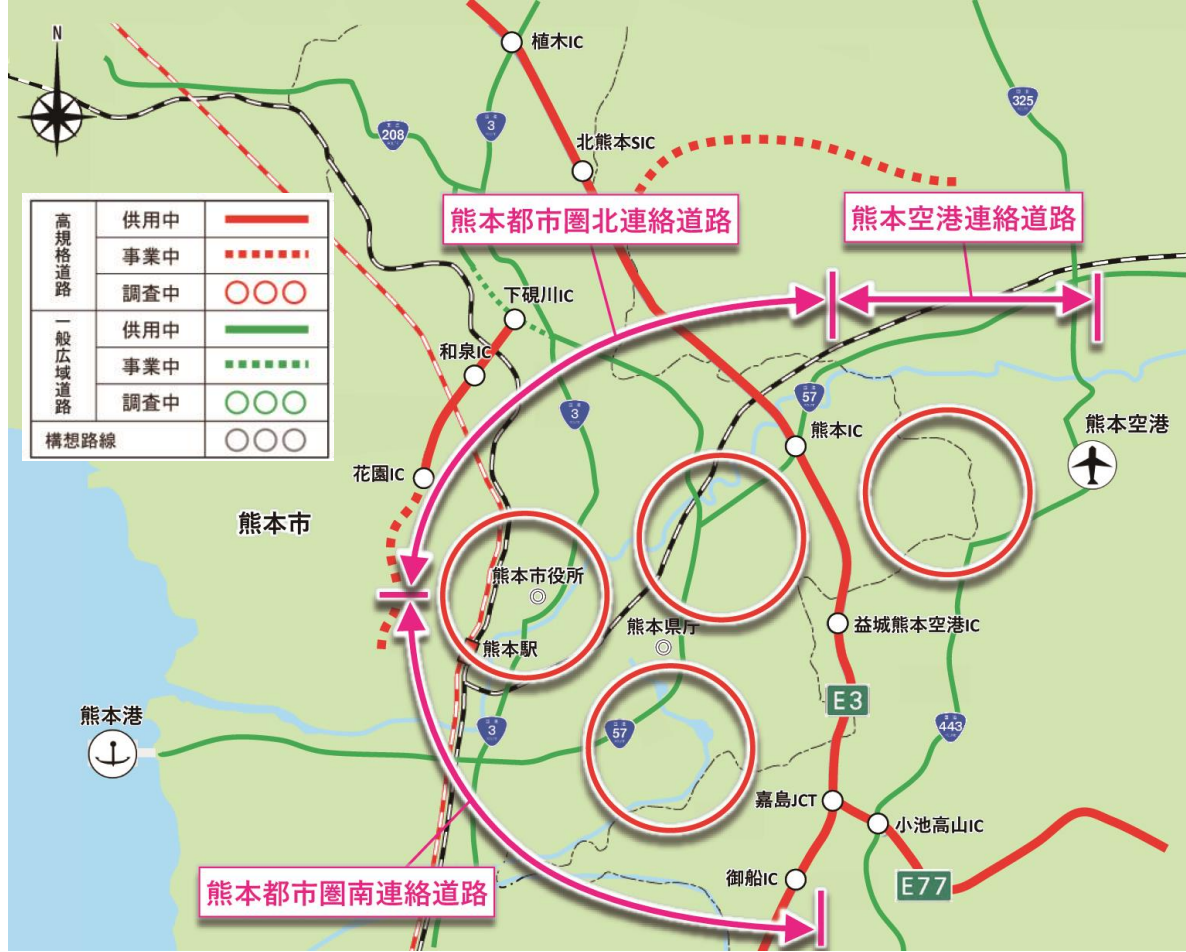 N
植木IC
325
3
208
北熊本SIC
高規格道路
供用中
事業中
調査中
一般広域道路
供用中
事業中
調査中
構想路線
熊本都市圏北連絡道路
熊本空港連絡道路
下硯川IC
和泉IC
3
57
熊本IC
熊本空港
花園IC
熊本市
熊本市役所
熊本県庁
益城熊本空港IC
熊本駅
E3
熊本港
3
57
443
嘉島JCT
小池高山IC
御船IC
E77
熊本都市圏南連絡道路